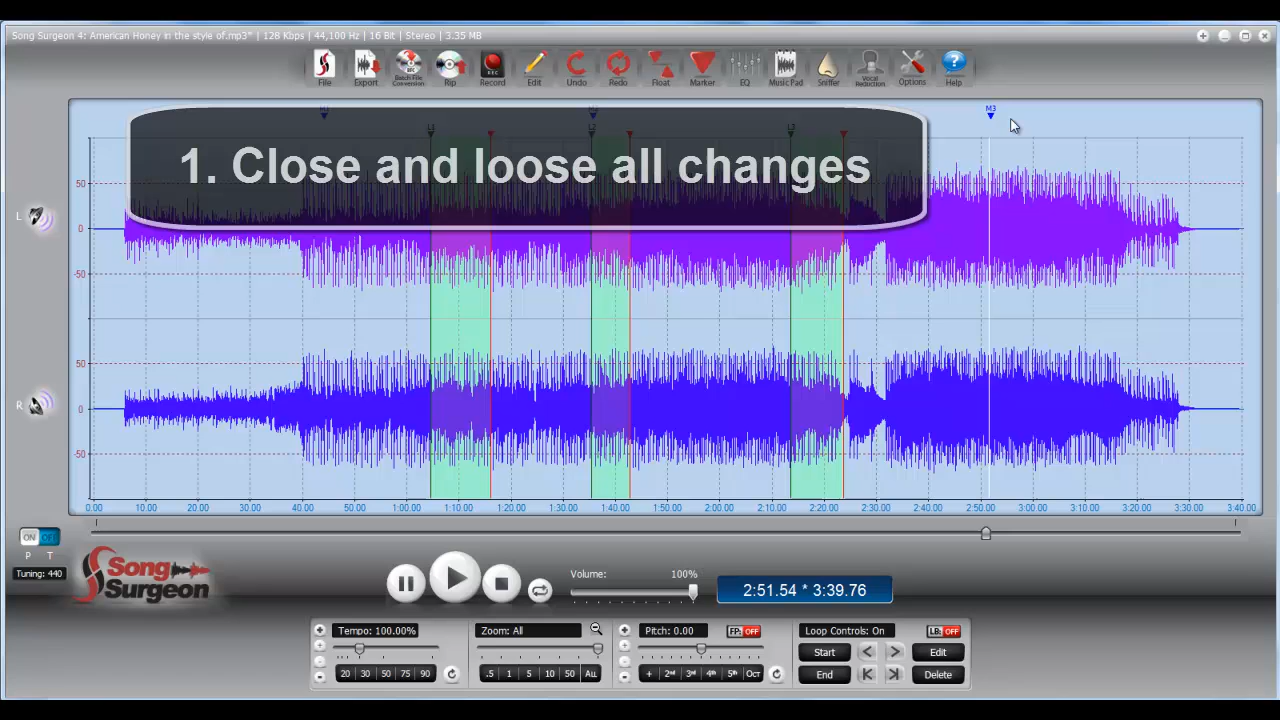 Song Surgeon 4: American Honey in the style of.mp3* | 128 Kbps | 44,100 Hz | 16 Bit | Stereo | 3.35 MB
File Export Batch File Conversion Rip Record Edit Undo Redo Float Marker EQ Music Pad Sniffer Vocal Reduction Options Help
M3
L1 L2 L3
1. Close and loose all changes
50
L 0
-50
50
R 0
-50
0.00 10.00 20.00 30.00 40.00 50.00 1:00.00 1:10.00 1:20.00 1:30.00 1:40.00 1:50.00 2:00.00 2:10.00 2:20.00 2:30.00 2:40.00 2:50.00 3:00.00 3:10.00 3:20.00 3:30.00 3:40.00
ON
P T
Tuning: 440
Song
Surgeon
Volume: 100%
2:51.54 * 3:39.76
Tempo: 100.00% Zoom: All Pitch: 0.00 FP: OFF Loop Controls: On LB: OFF
Start < > Edit
20 30 50 75 90 .5 1 5 10 50 ALL + 2nd 3rd 4th 5th Oct End Delete